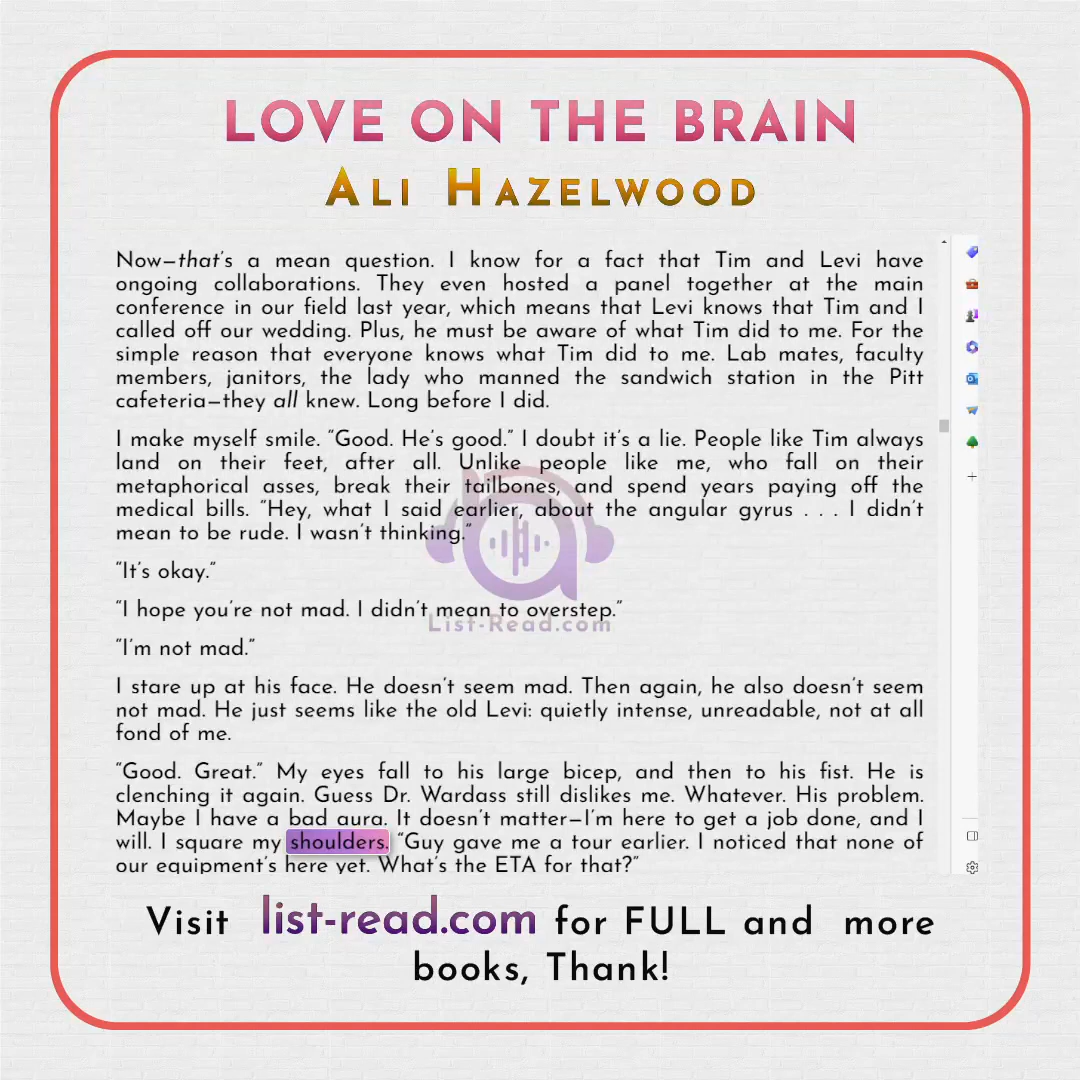 LOVE ON THE BRAIN
ALI HAZELWOOD
Now—that's a mean question. I know for a fact that Tim and Levi have
ongoing collaborations. They even hosted a panel together at the main
conference in our field last year, which means that Levi knows that Tim and I
called off our wedding. Plus, he must be aware of what Tim did to me. For the
simple reason that everyone knows what Tim did to me. Lab mates, faculty
members, janitors, the lady who manned the sandwich station in the Pitt
cafeteria—they all knew. Long before I did.
I make myself smile. “Good. He's good.” I doubt it's a lie. People like Tim always
land on their feet, after all. Unlike people like me, who fall on their
metaphorical asses, break their tailbones, and spend years paying off the
medical bills. “Hey, what I said earlier, about the angular gyrus . . . I didn't
mean to be rude. I wasn't thinking.”
“It's okay.”
“I hope you're not mad. I didn't mean to overstep.”
List-Read.com
“I'm not mad.”
I stare up at his face. He doesn't seem mad. Then again, he also doesn't seem
not mad. He just seems like the old Levi: quietly intense, unreadable, not at all
fond of me.
“Good. Great.” My eyes fall to his large bicep, and then to his fist. He is
clenching it again. Guess Dr. Wardass still dislikes me. Whatever. His problem.
Maybe I have a bad aura. It doesn't matter—I'm here to get a job done, and I
will. I square my shoulders. “Guy gave me a tour earlier. I noticed that none of
our equipment's here yet. What's the ETA for that?”
Visit list-read.com for FULL and more
books, Thank!